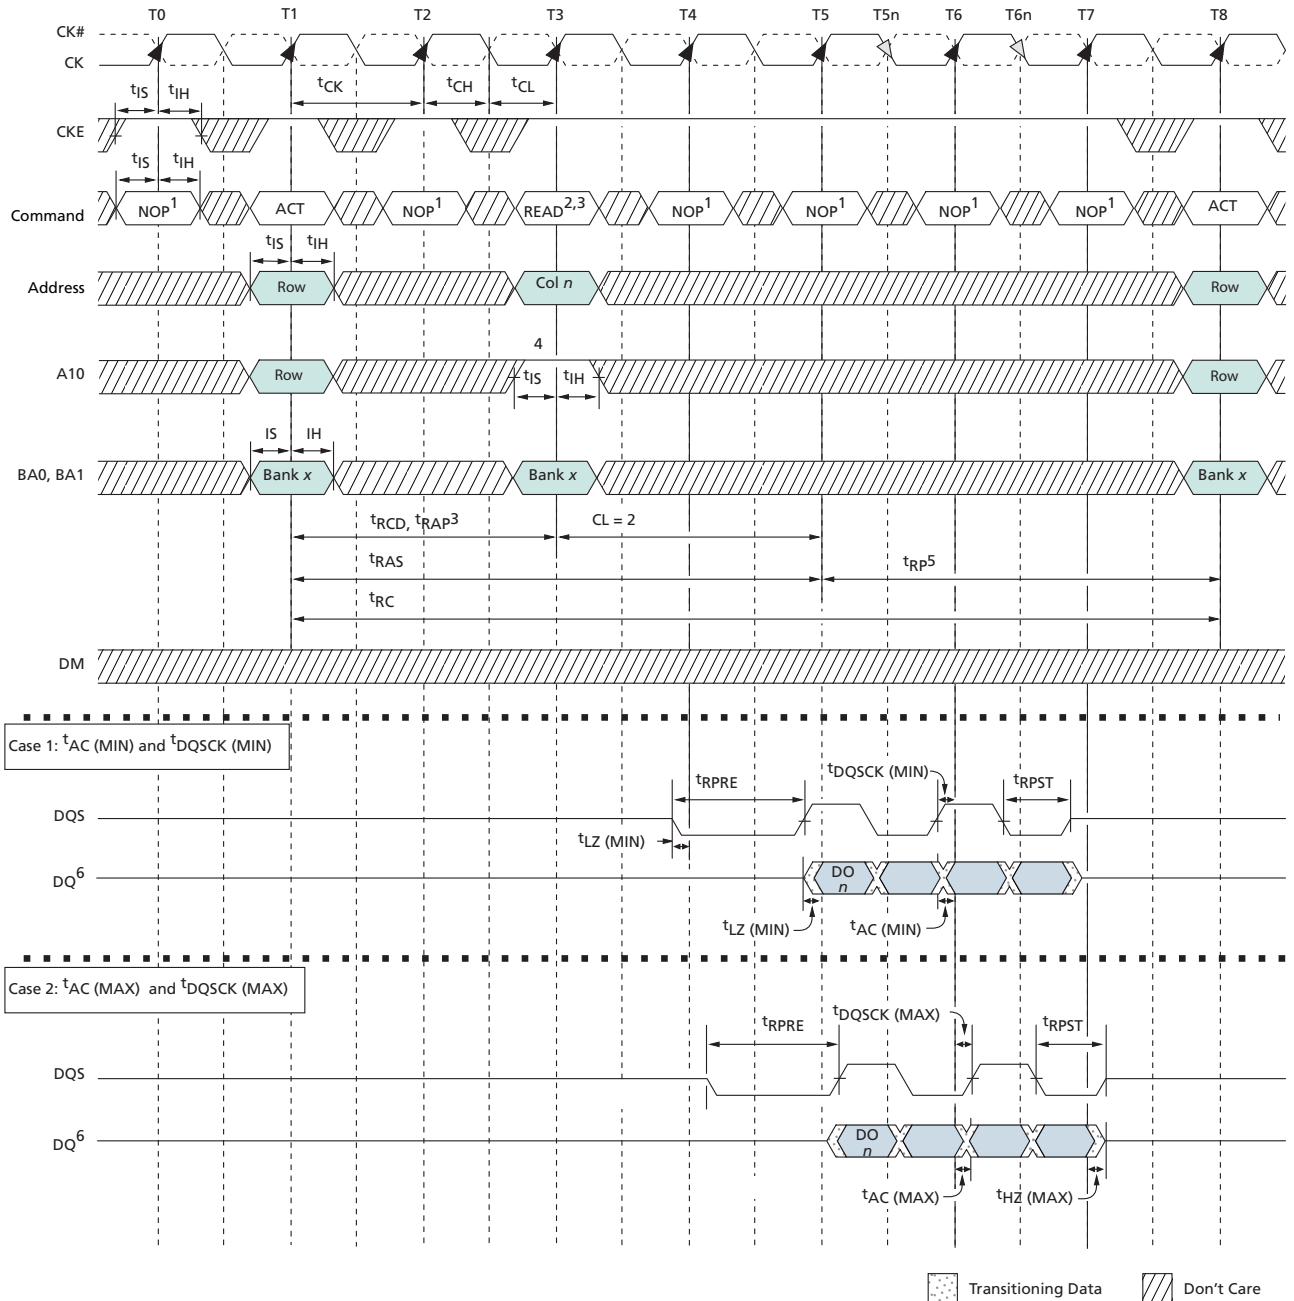 T0 T1 T2 T3 T4 T5 T5n T6 T6n T7 T8
CK#
CK
tIS tIH tCK tCH tCL
CKE
tIS tIH
Command NOP1 ACT NOP1 READ2,3 NOP1 NOP1 NOP1 NOP1 ACT
tIS tIH
Address Row Col n Row
4
A10 Row tIS tIH Row
IS IH
BA0, BA1 Bank x Bank x Bank x
tRCD, tRAP3 CL = 2
tRAS tRP5
tRC
DM
Case 1: tAC (MIN) and tDQSCK (MIN)
tRPRE tDQSCK (MIN) tRPST
DQS
tLZ (MIN)
DQ6 DO n
tLZ (MIN) tAC (MIN)
Case 2: tAC (MAX) and tDQSCK (MAX)
tRPRE tDQSCK (MAX) tRPST
DQS
DQ6 DO n
tAC (MAX) tHZ (MAX)
Transitioning Data Don't Care